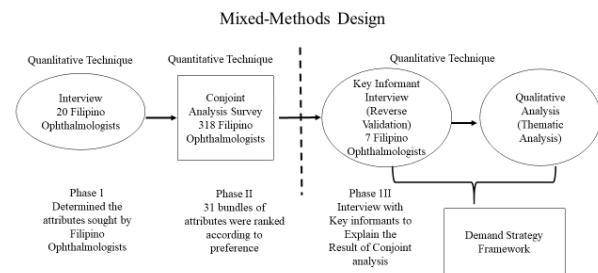 Mixed-Methods Design
Quanlitative Technique
Quantitative Technique
Quanlitative Technique
Interview
20 Filipino
Ophthalmologists
Conjoint
Analysis Survey
318 Filipino
Ophthalmologists
Key Informant
Interview
(Reverse
Validation)
7 Filipino
Ophthalmologists
Qualitative
Analysis
(Thematic
Analysis)
Phase I
Determined the
attributes sought by
Filipino
Ophthalmologists
Phase II
31 bundles of
attributes were ranked
according to
preference
Phase 1II
Interview with
Key informants to
Explain the
Result of Conjoint
analysis
Demand Strategy
Framework